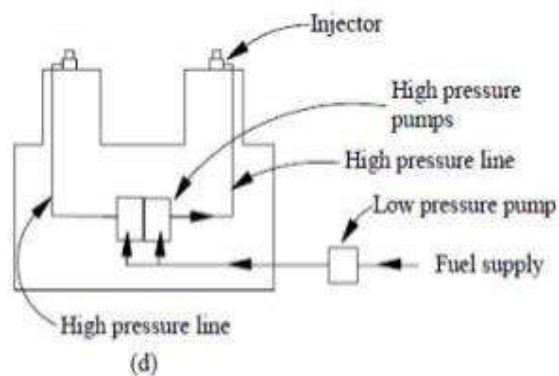 Injector
High pressure
pumps
High pressure line
Low pressure pump
Fuel supply
High pressure line
(d)